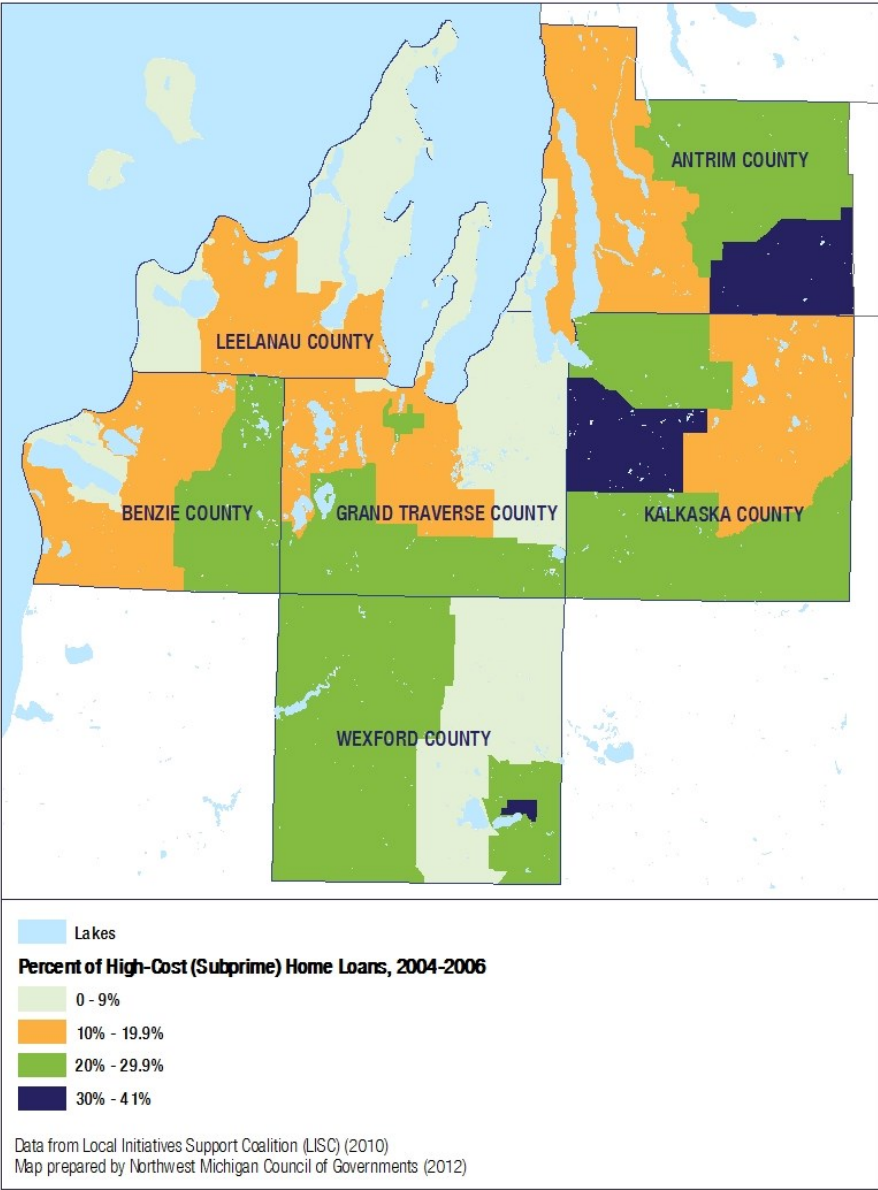 ANTRIM COUNTY
LEELANAU COUNTY
BENZIE COUNTY
GRAND TRAVERSE COUNTY
KALKASKA COUNTY
WEXFORD COUNTY
Lakes
Percent of High-Cost (Subprime) Home Loans, 2004-2006
0 - 9%
10% - 19.9%
20% - 29.9%
30% - 41%
Data from Local Initiatives Support Coalition (LISC) (2010)
Map prepared by Northwest Michigan Council of Governments (2012)